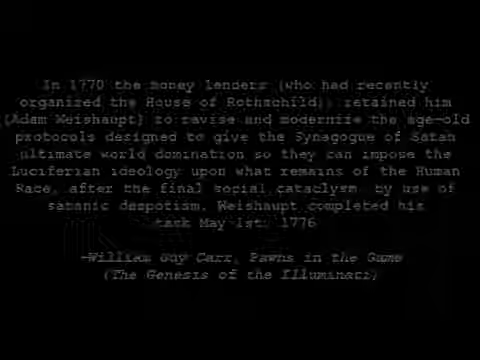 In 1770 the money lenders (who had recently
organized the House of Rothschild), retained him
(Adam Weishaupt) to revise and modernize the age-old
protocols designed to give the Synagogue of Satan
ultimate world domination so they can impose the
Luciferian ideology upon what remains of the Human
Race, after the final social cataclysm by use of
satanic despotism. Weishaupt completed his
task May 1st, 1776
-William Guy Carr, Pawns in the Game
(The Genesis of the Illuminati)